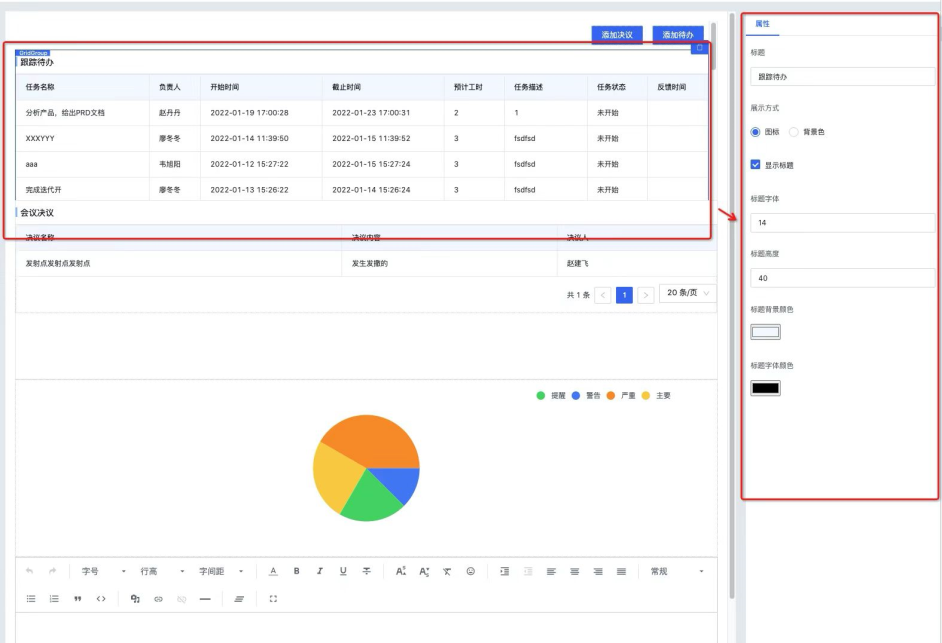 添加决议 添加待办
GridGroup
跟踪待办
任务名称 负责人 开始时间 截止时间 预计工时 任务描述 任务状态 反馈时间
分析产品，给出PRD文档 赵丹丹 2022-01-19 17:00:28 2022-01-23 17:00:31 2 1 未开始
XXXYYY 廖冬冬 2022-01-14 11:39:50 2022-01-15 11:39:52 3 fsdfsd 未开始
aaa 韦旭阳 2022-01-12 15:27:22 2022-01-15 15:27:24 3 fsdfsd 未开始
完成迭代开 廖冬冬 2022-01-13 15:26:22 2022-01-14 15:26:24 3 fsdfsd 未开始
会议决议
决议名称 决议内容 决议人
发射点发射点发射点 发生发撒的 赵建飞
共 1 条 < 1 > 20 条/页
提醒 警告 严重 主要
字号 行高 字间距 A B I U 常规
属性
标题
跟踪待办
展示方式
图标 背景色
显示标题
标题字体
14
标题高度
40
标题背景颜色
标题字体颜色